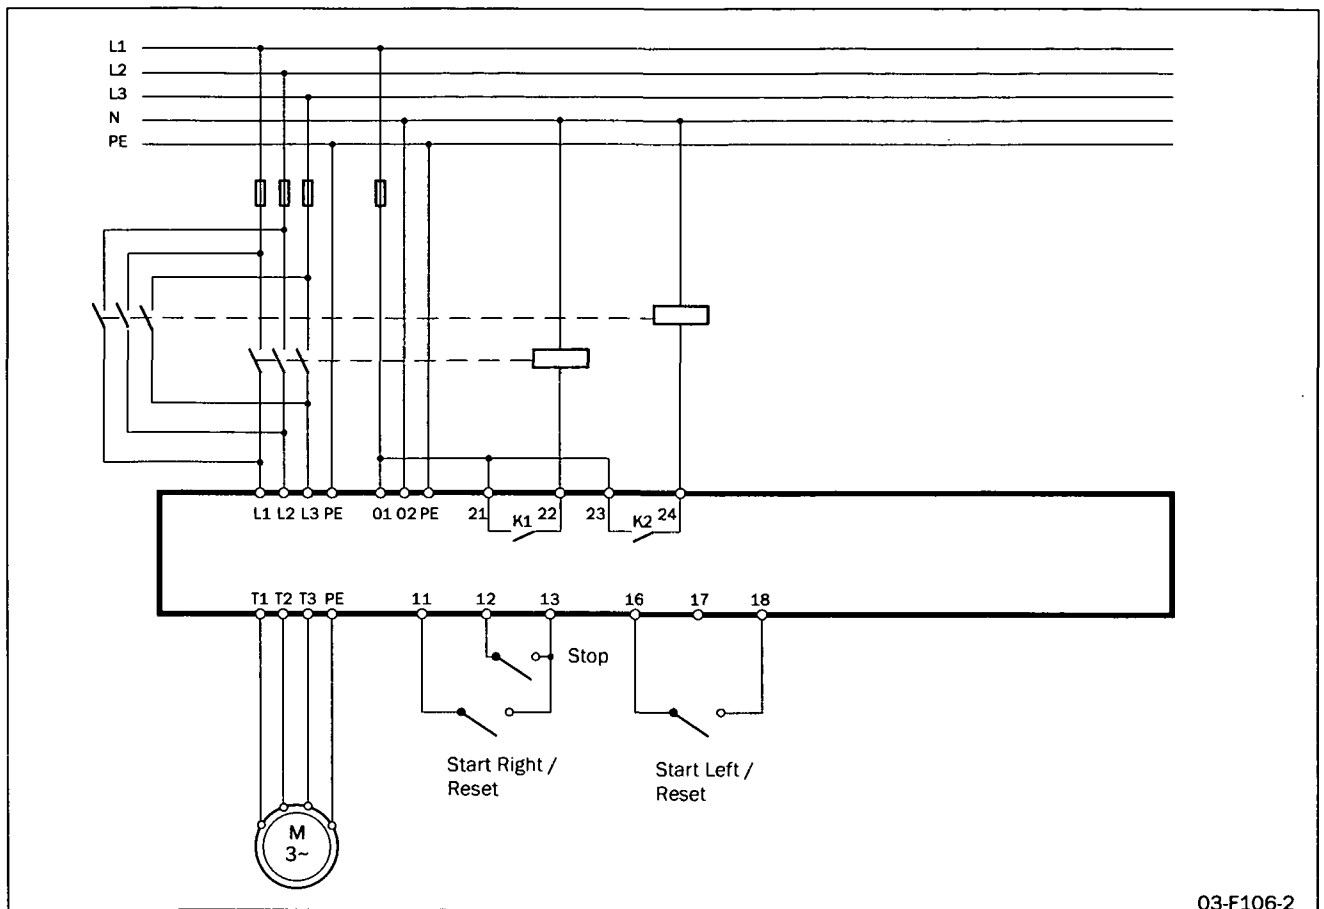 L1
L2
L3
N
PE
L1 L2 L3 PE 01 02 PE 21 K1 22 23 K2 24
T1 T2 T3 PE 11 12 13 16 17 18
Stop
Start Right /
Reset
Start Left /
Reset
M
3~
03-F106-2